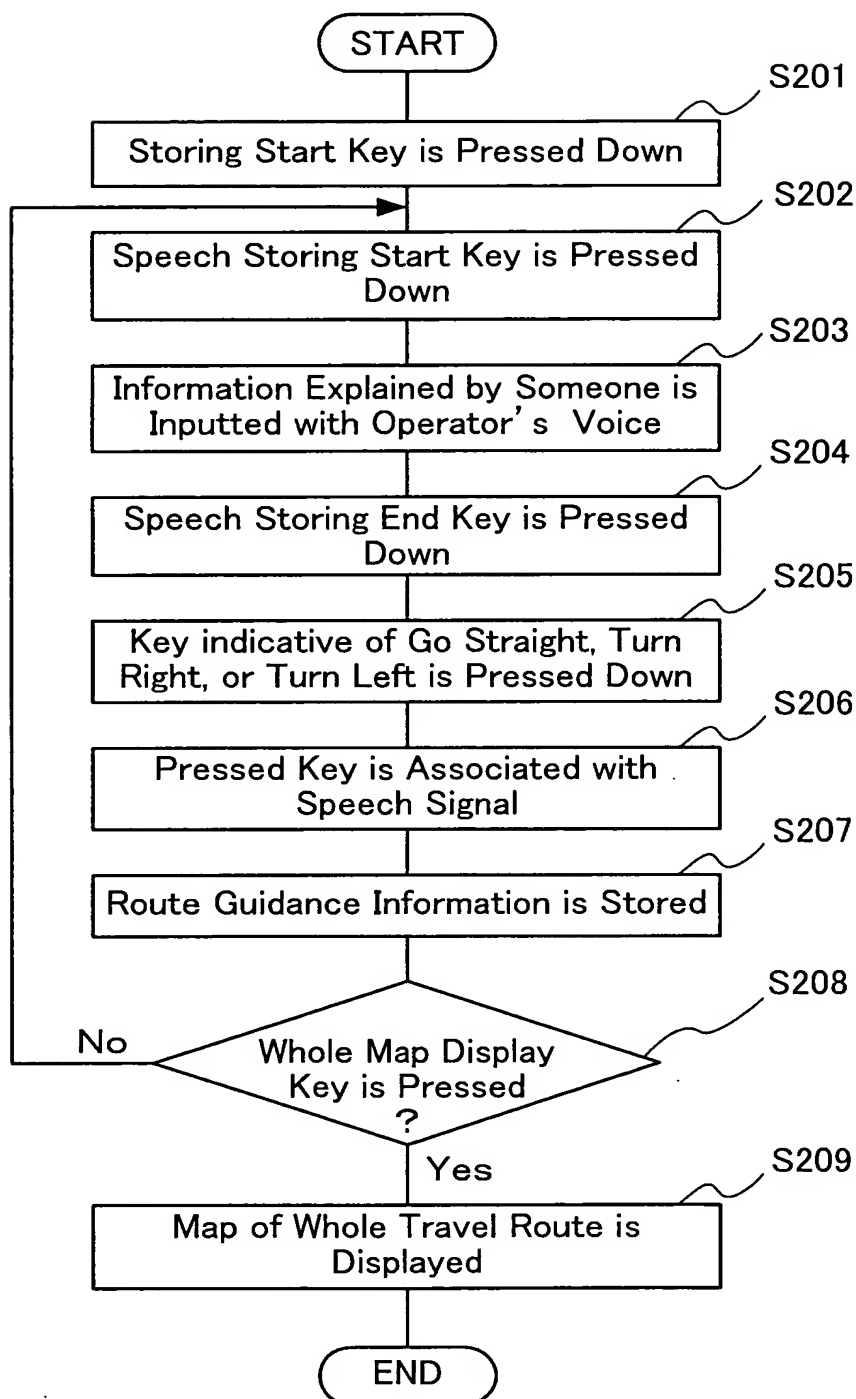 START
S201
Storing Start Key is Pressed Down
S202
Speech Storing Start Key is Pressed
Down
S203
Information Explained by Someone is
Inputted with Operator's Voice
S204
Speech Storing End Key is Pressed
Down
S205
Key indicative of Go Straight, Turn
Right, or Turn Left is Pressed Down
S206
Pressed Key is Associated with
Speech Signal
S207
Route Guidance Information is Stored
S208
No
Whole Map Display
Key is Pressed
?
Yes
S209
Map of Whole Travel Route is
Displayed
END